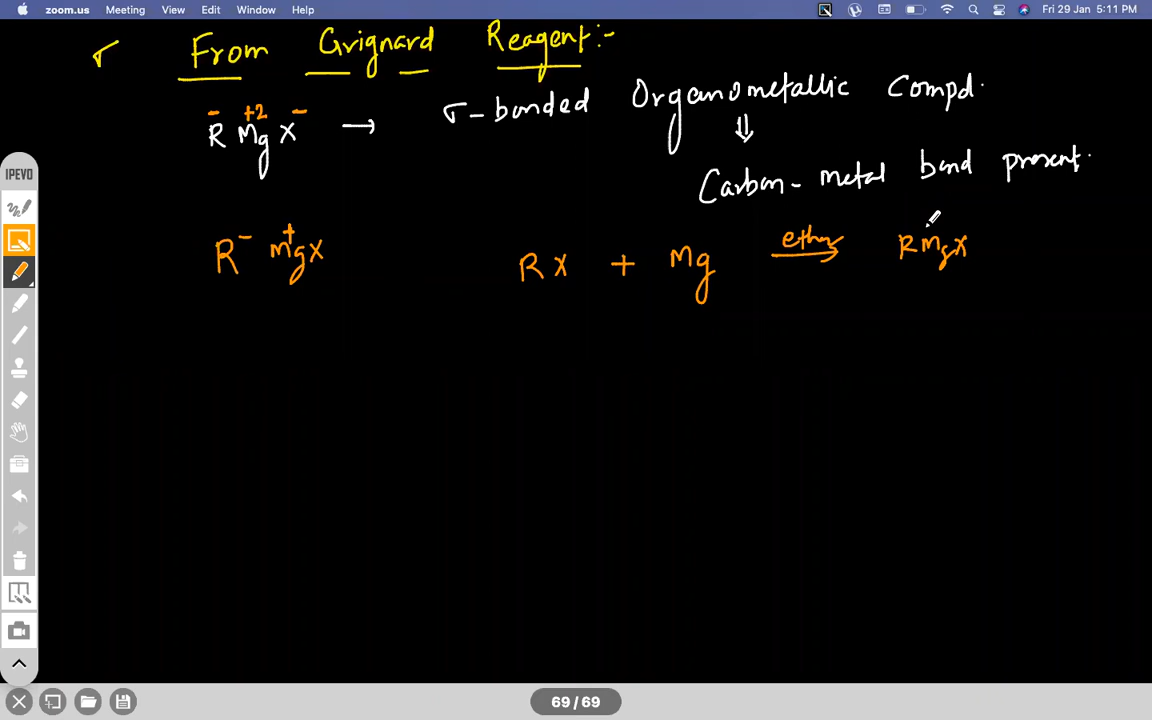 zoom.us Meeting View Edit Window Help Fri 29 Jan 5:11 PM
From Grignard Reagent:-
R⁻ Mg⁺² X⁻ → σ-bonded Organometallic Compd.
⇓
Carbon-metal bond present.
R⁻ Mg⁺X RX + Mg ether → RMgX
IPEVO
69 / 69